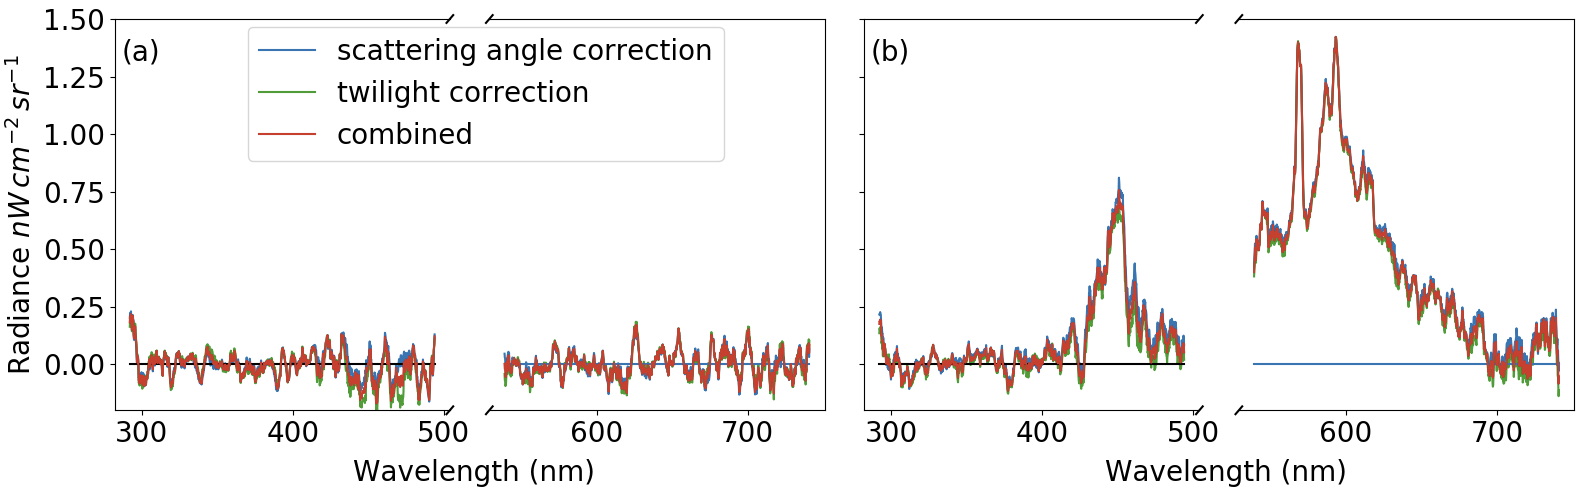 Radiance nW cm⁻² sr⁻¹
1.50
1.25
1.00
0.75
0.50
0.25
0.00
(a)
scattering angle correction
twilight correction
combined
300 400 500 600 700
Wavelength (nm)
(b)
300 400 500 600 700
Wavelength (nm)